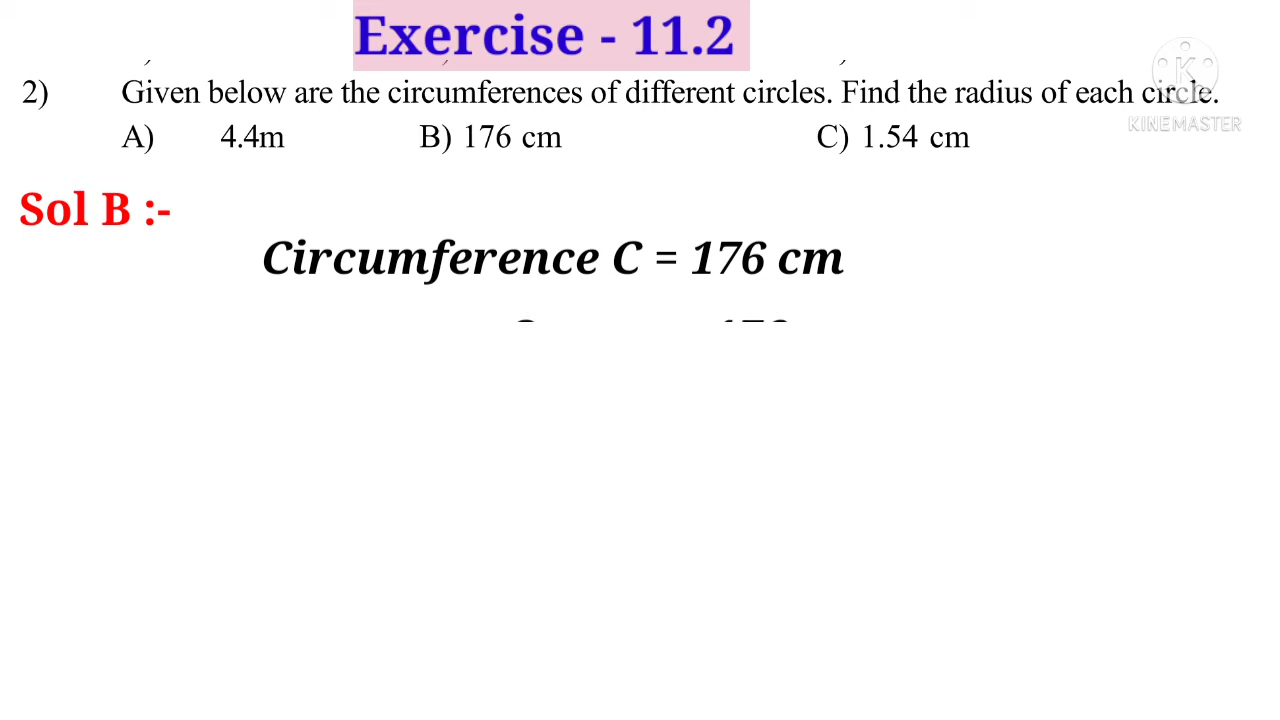 Exercise - 11.2
2) Given below are the circumferences of different circles. Find the radius of each circle.
A) 4.4m B) 176 cm C) 1.54 cm
K
KINEMASTER
Sol B :-
Circumference C = 176 cm